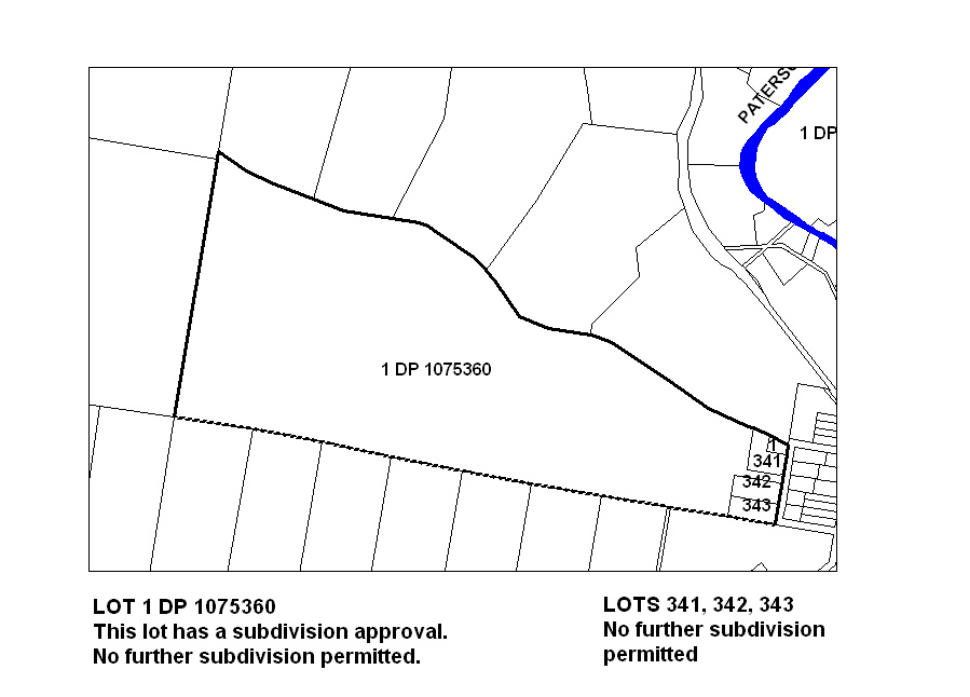 PATERSO
1 DP
1 DP 1075360
1
341
342
343
LOT 1 DP 1075360
This lot has a subdivision approval.
No further subdivision permitted.
LOTS 341, 342, 343
No further subdivision
permitted